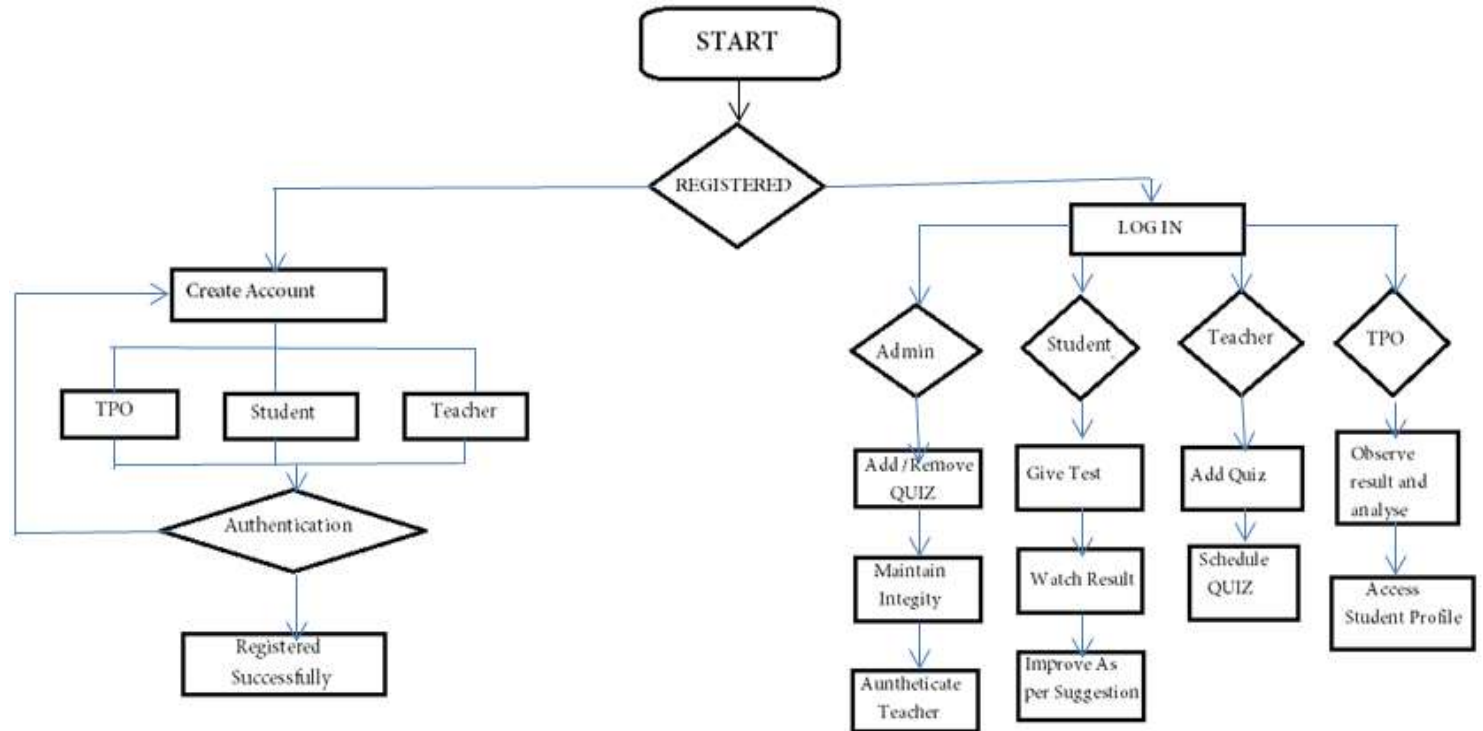 START
REGISTERED
LOG IN
Create Account
TPO
Student
Teacher
Authentication
Registered
Successfully
Admin
Student
Teacher
TPO
Add /Remove
QUIZ
Give Test
Add Quiz
Observe
result and
analyse
Maintain
Integity
Watch Result
Schedule
QUIZ
Access
Student Profile
Auntheticate
Teacher
Improve As
per Suggestion